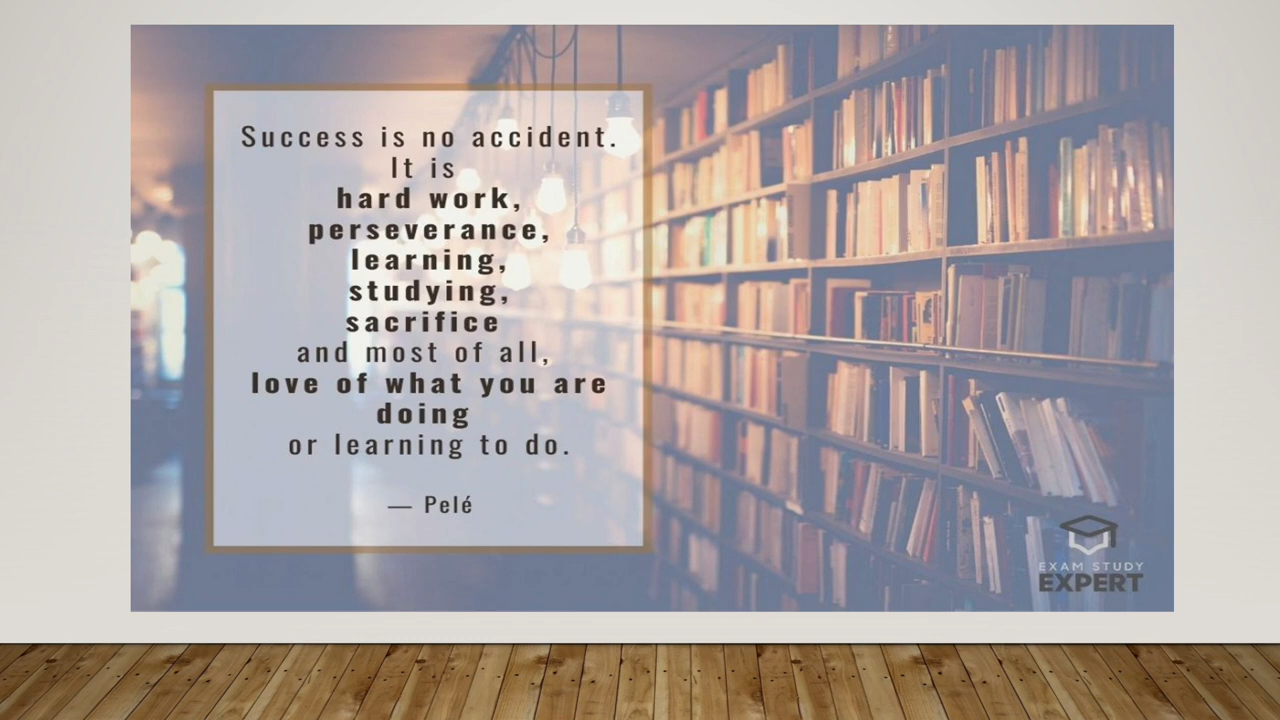 Success is no accident.
It is
hard work,
perseverance,
learning,
studying,
sacrifice
and most of all,
love of what you are
doing
or learning to do.
— Pelé
EXAM STUDY
EXPERT